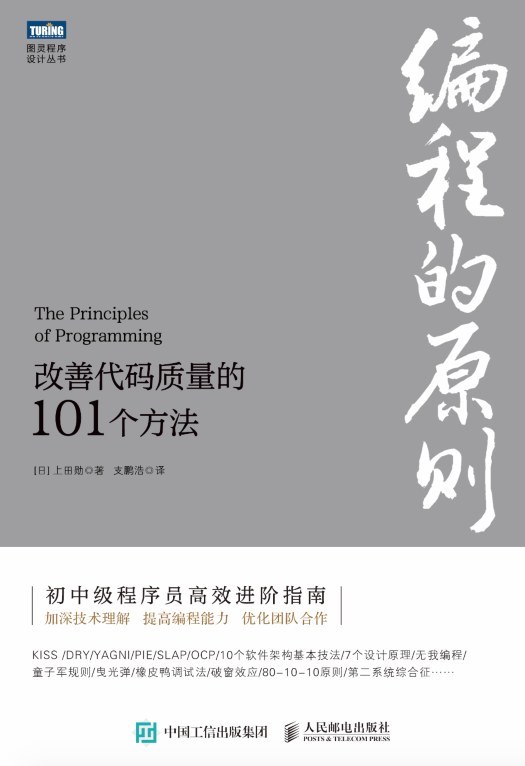 TURING
图灵程序
设计丛书
编程的原则
The Principles
of Programming
改善代码质量的
101个方法
[日]上田勋◎著 支鹏浩◎译
初中级程序员高效进阶指南
加深技术理解 提高编程能力 优化团队合作
KISS /DRY/YAGNI/PIE/SLAP/OCP/10个软件架构基本技法/7个设计原理/无我编程/
童子军规则/曳光弹/橡皮鸭调试法/破窗效应/80-10-10原则/第二系统综合征……
中国工信出版集团
人民邮电出版社
POSTS & TELECOM PRESS